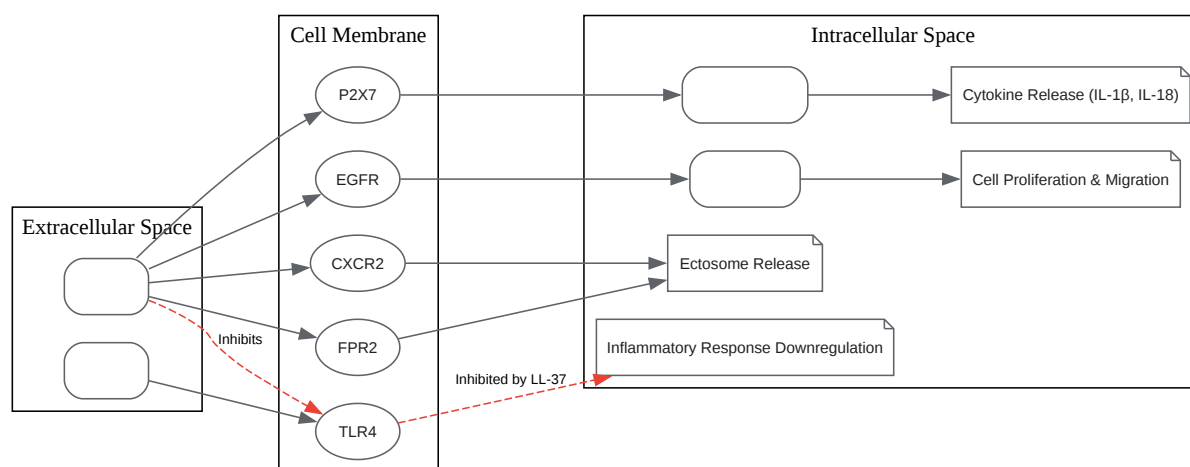 Cell Membrane
Intracellular Space
P2X7
Cytokine Release (IL-1β, IL-18)
EGFR
Cell Proliferation & Migration
Extracellular Space
CXCR2
Ectosome Release
Inhibits
FPR2
Inflammatory Response Downregulation
Inhibited by LL-37
TLR4